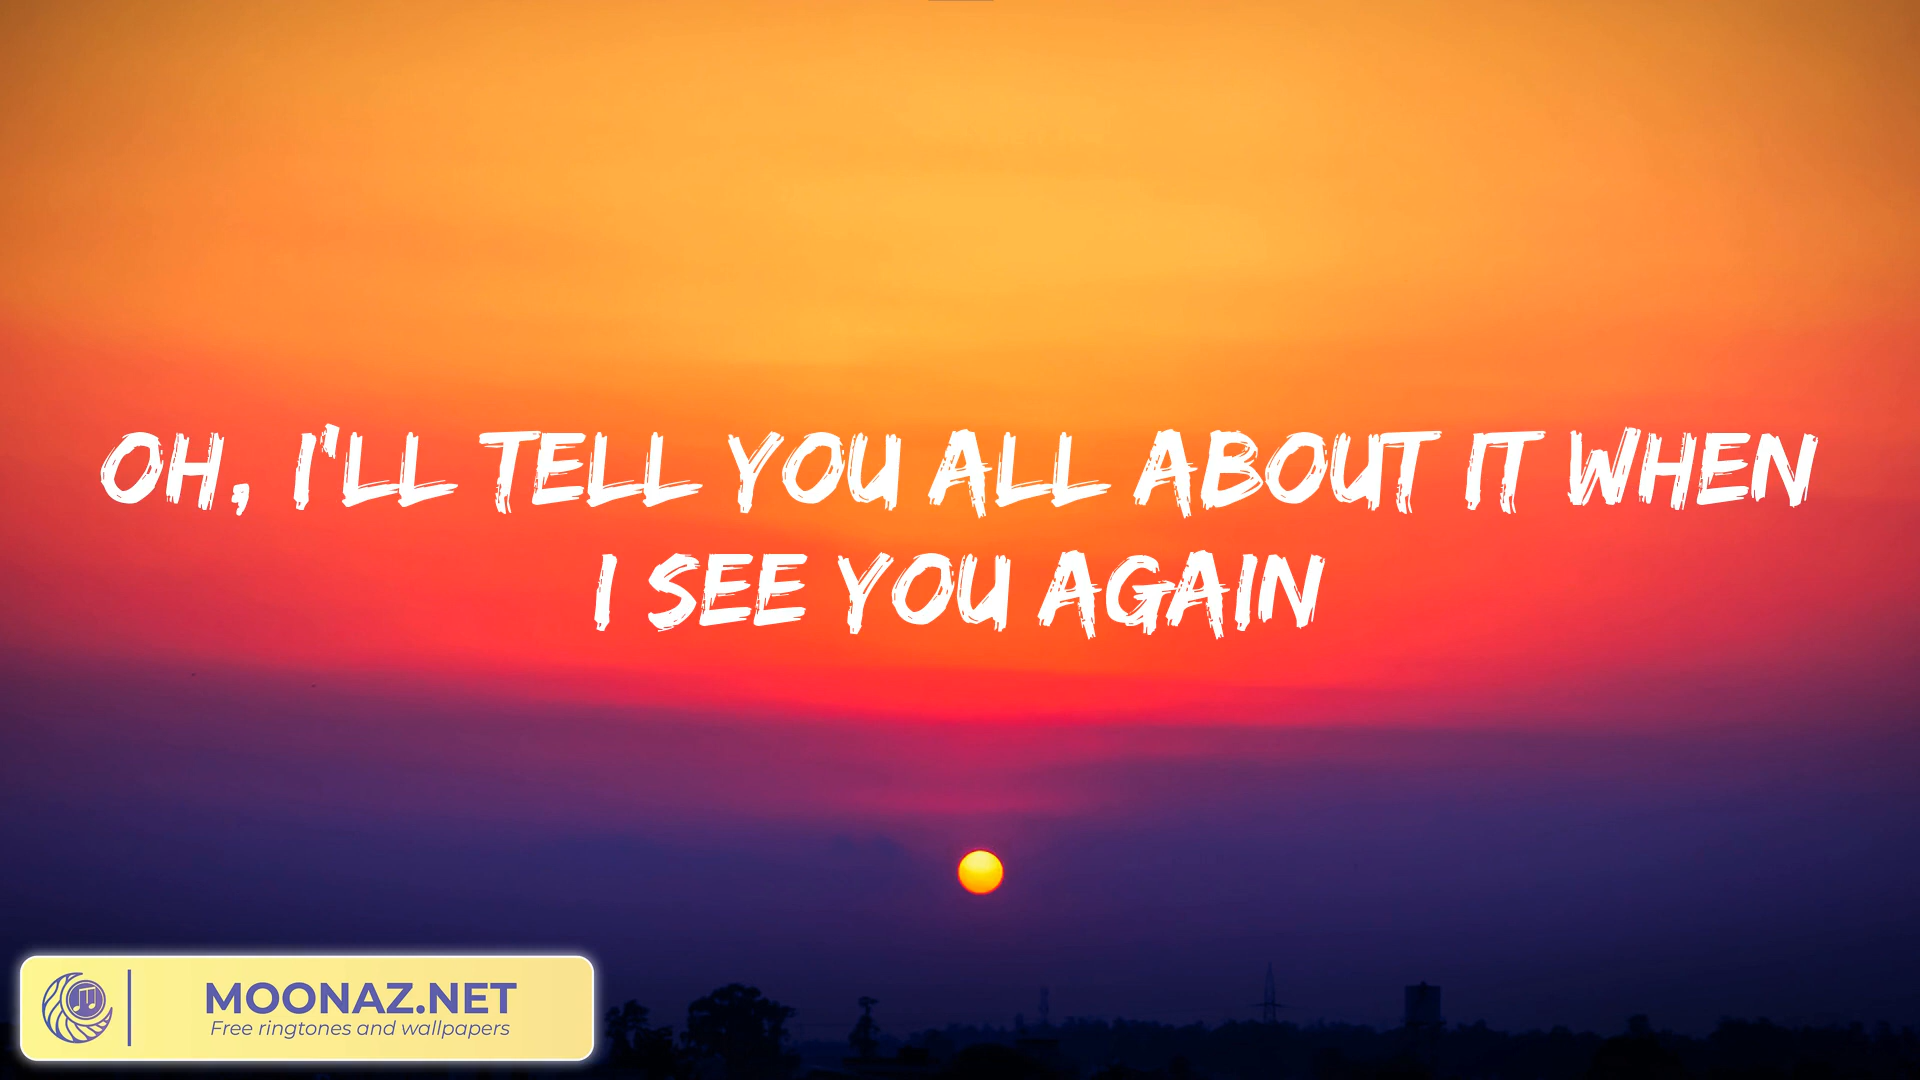 OH, I'LL TELL YOU ALL ABOUT IT WHEN
I SEE YOU AGAIN
MOONAZ.NET
Free ringtones and wallpapers